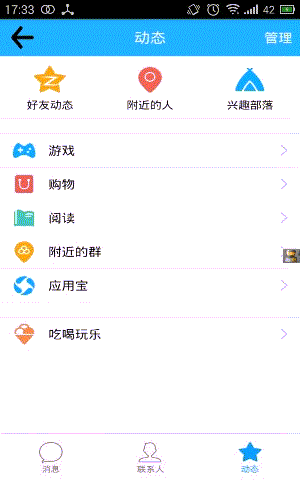 17:33 42
动态 管理
好友动态 附近的人 兴趣部落
游戏
购物
阅读
附近的群
应用宝
吃喝玩乐
消息 联系人 动态